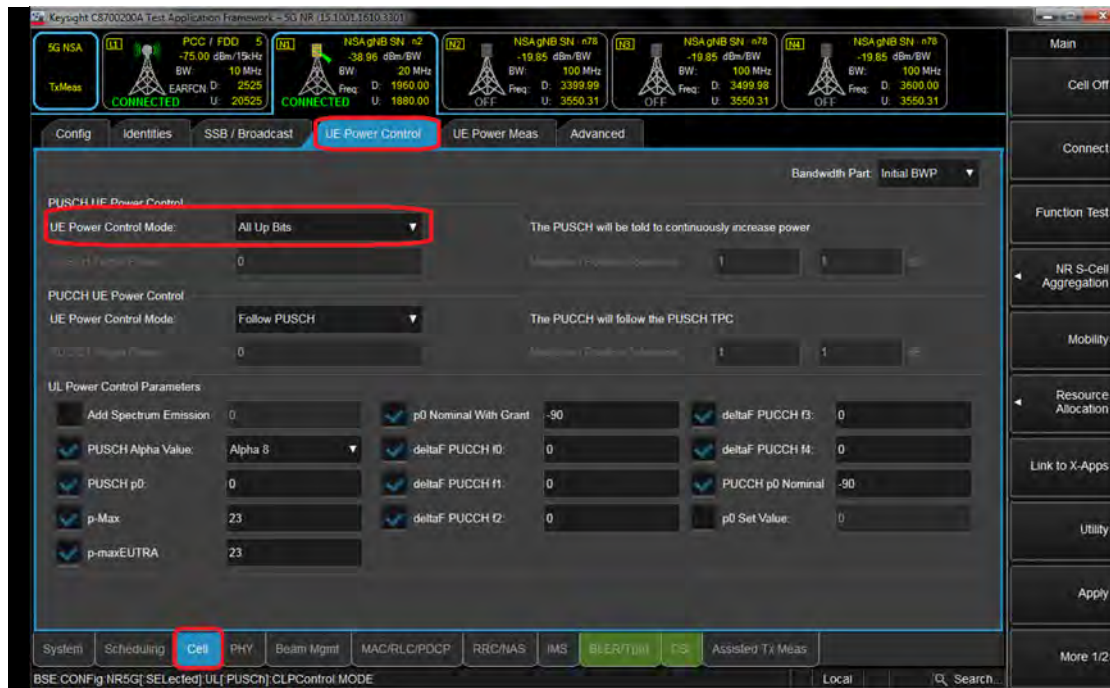 Keysight C8700200A Test Application Framework - 5G NR (15.1001.1610.3301)
5G NSA
TxMeas
L1 PCC / FDD 5
-75.00 dBm/15kHz
BW: 10 MHz
EARFCN D: 2525
U: 20525
CONNECTED
N1 NSA gNB SN n2
-38.96 dBm/BW
BW: 20 MHz
Freq: D: 1960.00
U: 1880.00
CONNECTED
N2 NSA gNB SN n78
-19.85 dBm/BW
BW: 100 MHz
Freq: D: 3399.99
U: 3550.31
OFF
N3 NSA gNB SN n78
-19.85 dBm/BW
BW: 100 MHz
Freq: D: 3499.98
U: 3550.31
OFF
N4 NSA gNB SN n78
-19.85 dBm/BW
BW: 100 MHz
Freq: D: 3600.00
U: 3550.31
OFF
Config Identities SSB / Broadcast UE Power Control UE Power Meas Advanced
Bandwidth Part: Initial BWP
PUSCH UE Power Control
UE Power Control Mode: All Up Bits The PUSCH will be told to continuously increase power
0 1 1
PUCCH UE Power Control
UE Power Control Mode: Follow PUSCH The PUCCH will follow the PUSCH TPC
0 1 1
UL Power Control Parameters
Add Spectrum Emission 0 p0 Nominal With Grant -90 deltaF PUCCH f3: 0
PUSCH Alpha Value: Alpha 8 deltaF PUCCH f0: 0 deltaF PUCCH f4: 0
PUSCH p0: 0 deltaF PUCCH f1: 0 PUCCH p0 Nominal -90
p-Max 23 deltaF PUCCH f2: 0 p0 Set Value: 0
p-maxEUTRA 23
System Scheduling Cell PHY Beam Mgmt MAC/RLC/PDCP RRC/NAS IMS BLER/Tput CSI Assisted Tx Meas
BSE:CONFig:NR5G[:SELected]:UL[:PUSCh]:CLPControl:MODE Local Search...
Main
Cell Off
Connect
Function Test
NR S-Cell
Aggregation
Mobility
Resource
Allocation
Link to X-Apps
Utility
Apply
More 1/2